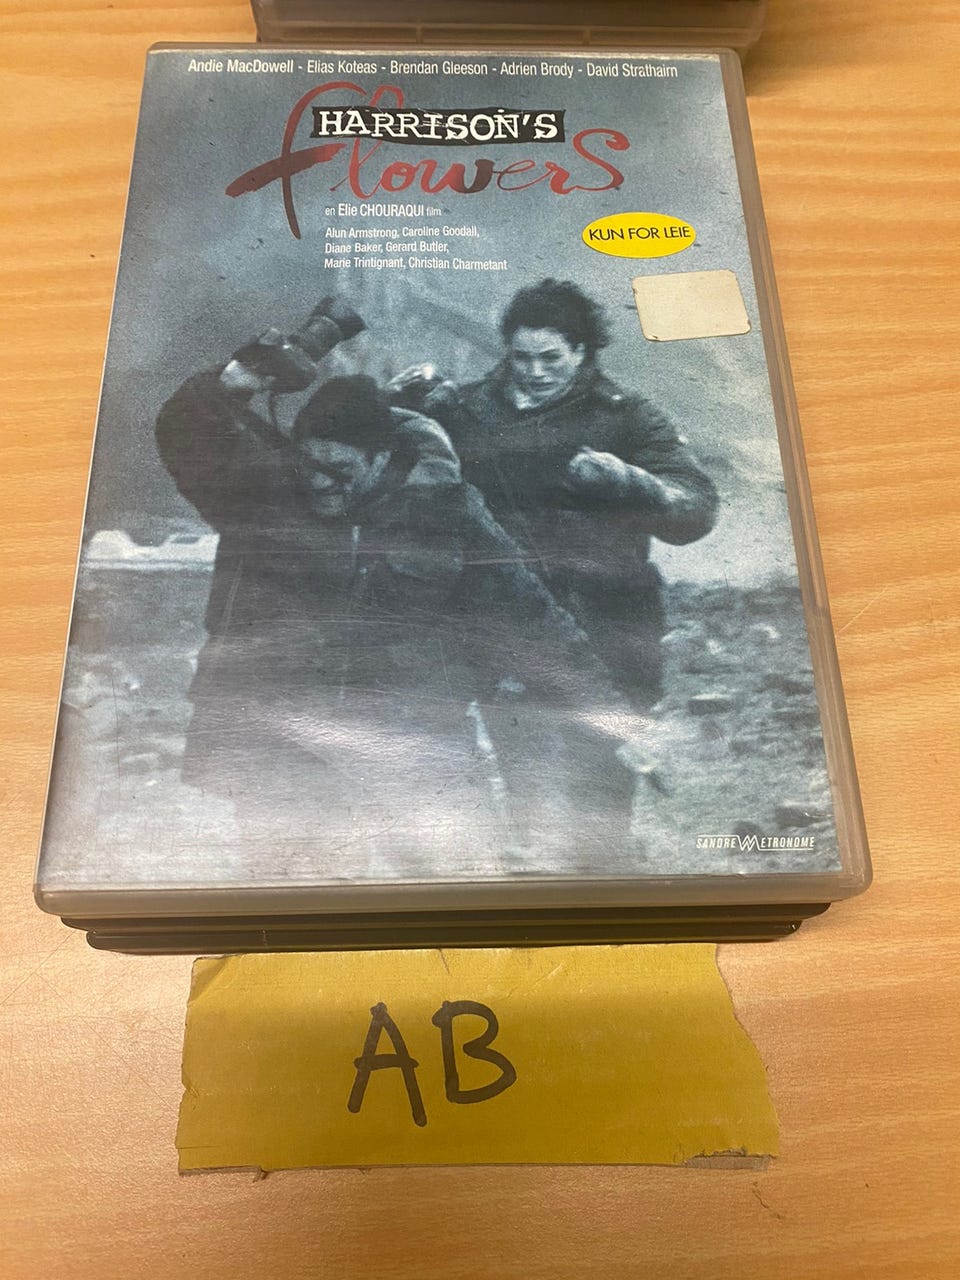 Andie MacDowell - Elias Koteas - Brendan Gleeson - Adrien Brody - David Strathairn
HARRISON'S
flowers
en Elie CHOURAQUI film
Alun Armstrong, Caroline Goodall,
Diane Baker, Gerard Butler,
Marie Trintignant, Christian Charmetant
KUN FOR LEIE
SANDREW METRONOME
AB